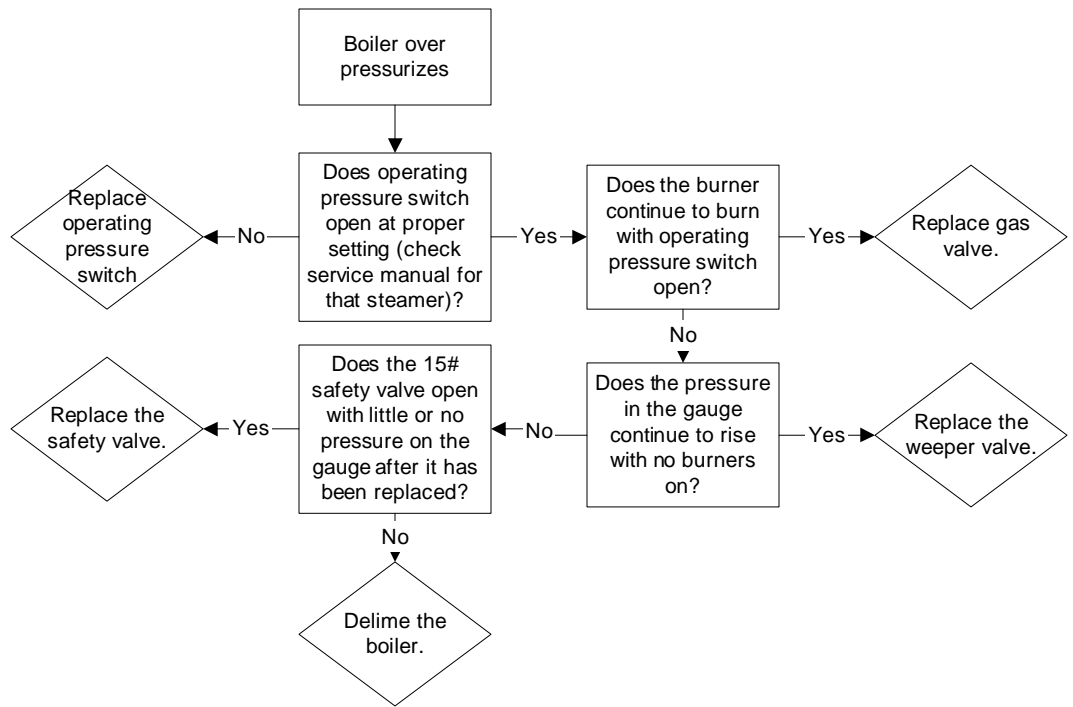 Boiler over
pressurizes
Does operating
pressure switch
open at proper
setting (check
service manual for
that steamer)?
No
Replace
operating
pressure
switch
Yes
Does the burner
continue to burn
with operating
pressure switch
open?
Yes
Replace gas
valve.
No
Does the pressure
in the gauge
continue to rise
with no burners
on?
Yes
Replace the
weeper valve.
No
Does the 15#
safety valve open
with little or no
pressure on the
gauge after it has
been replaced?
Yes
Replace the
safety valve.
No
Delime the
boiler.